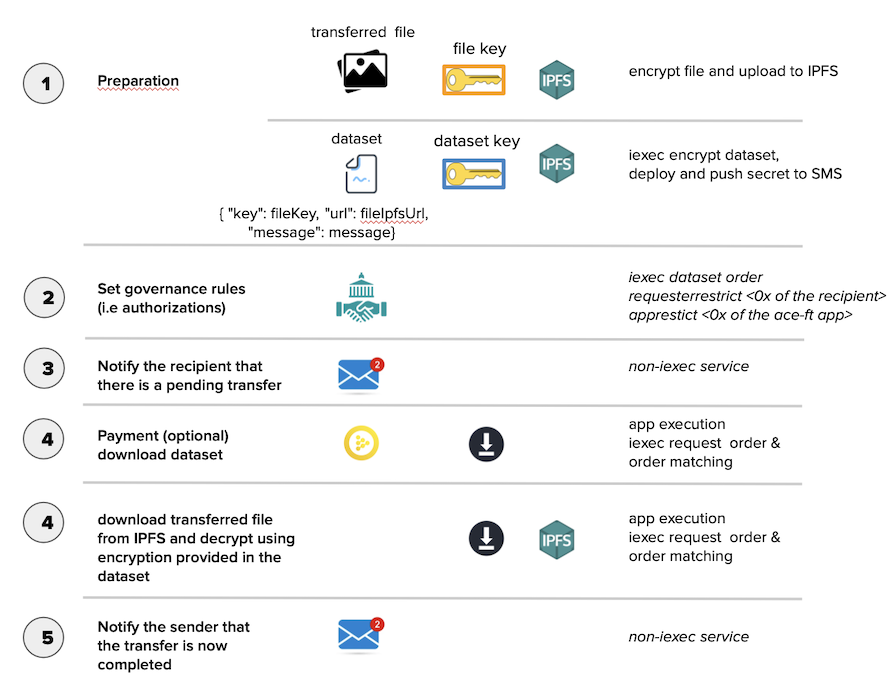 transferred file
file key
1
Preparation
IPFS
encrypt file and upload to IPFS
dataset
dataset key
IPFS
iexec encrypt dataset,
deploy and push secret to SMS
{ "key": fileKey, "url": fileIpfsUrl,
"message": message}
2
Set governance rules
(i.e authorizations)
iexec dataset order
requesterrestrict <0x of the recipient>
apprestict <0x of the ace-ft app>
3
Notify the recipient that
there is a pending transfer
2
non-iexec service
4
Payment (optional)
download dataset
app execution
iexec request order &
order matching
4
download transferred file
from IPFS and decrypt using
encryption provided in the
dataset
IPFS
app execution
iexec request order &
order matching
5
Notify the sender that
the transfer is now
completed
2
non-iexec service